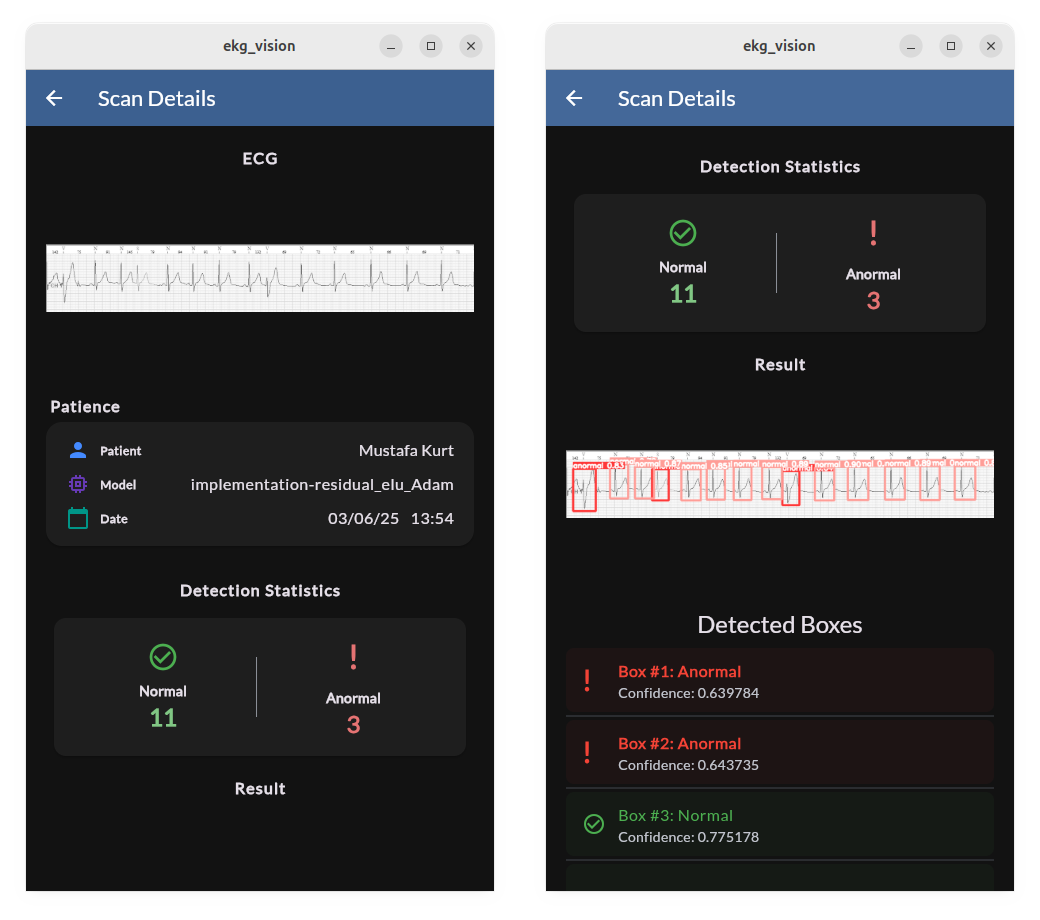 ekg_vision
Scan Details
ECG
Patience
Patient Mustafa Kurt
Model implementation-residual_elu_Adam
Date 03/06/25 13:54
Detection Statistics
Normal
11
Anormal
3
Result
ekg_vision
Scan Details
Detection Statistics
Normal
11
Anormal
3
Result
Detected Boxes
Box #1: Anormal
Confidence: 0.639784
Box #2: Anormal
Confidence: 0.643735
Box #3: Normal
Confidence: 0.775178